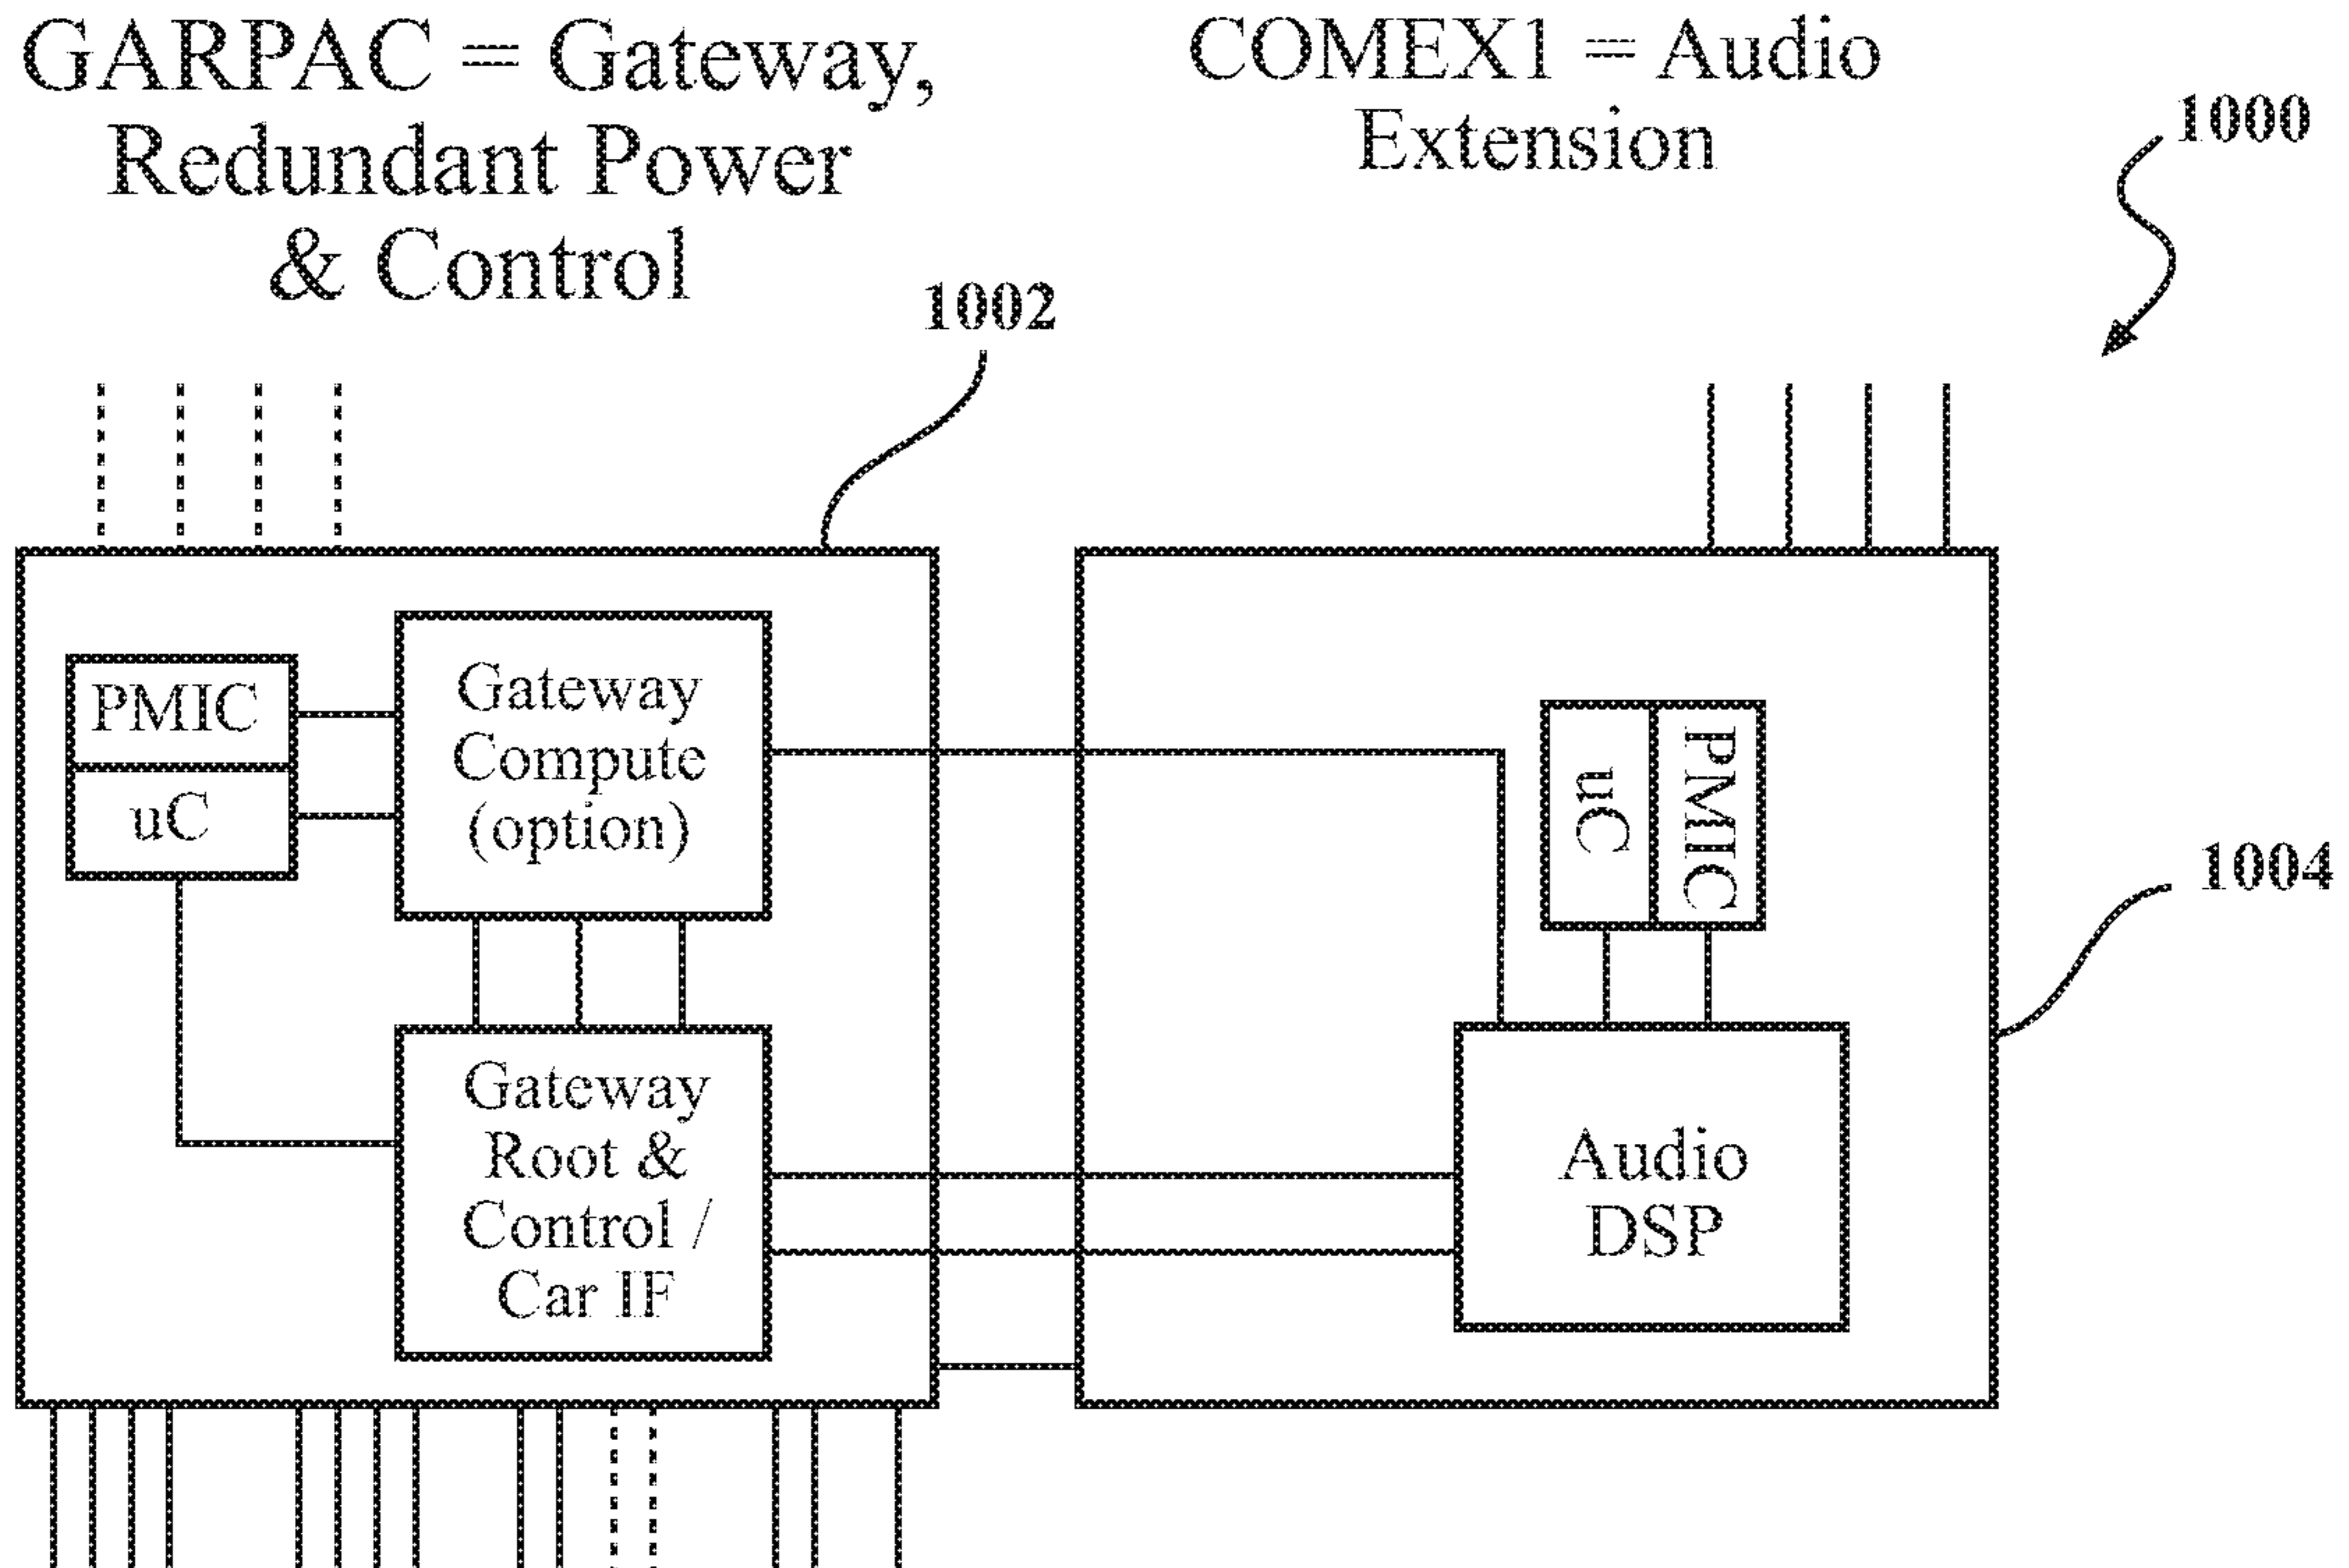 GARPAC = Gateway,
Redundant Power
& Control
COMEX1 = Audio
Extension
1000
1002
PMIC
uC
Gateway
Compute
(option)
Gateway
Root &
Control /
Car IF
uC
PMIC
1004
Audio
DSP